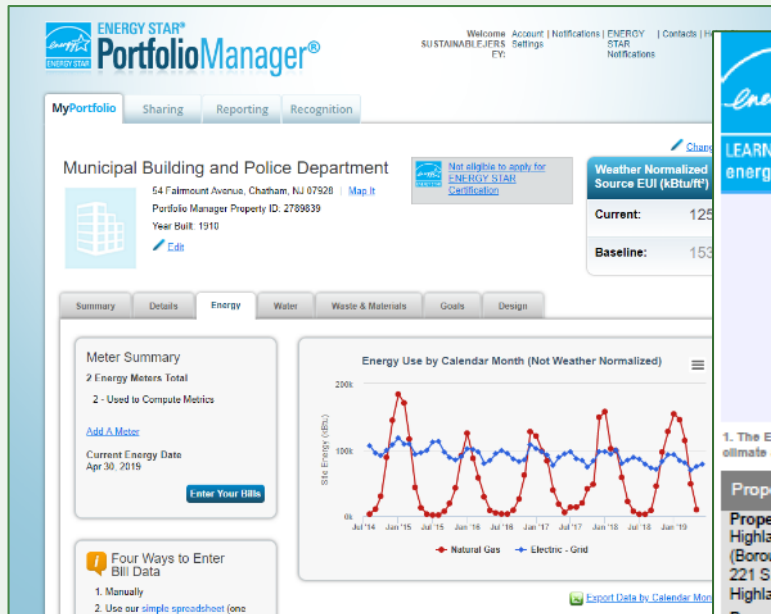 ENERGY STAR®
PortfolioManager®
ENERGY STAR
Welcome SUSTAINABLEJERSEY:
Account Settings | Notifications | ENERGY STAR Notifications | Contacts |
MyPortfolio
Sharing
Reporting
Recognition
LEARN
energ
Municipal Building and Police Department
54 Fairmount Avenue, Chatham, NJ 07928 | Map It
Portfolio Manager Property ID: 2789839
Year Built: 1910
Edit
Not eligible to apply for
ENERGY STAR
Certification
Weather Normalized
Source EUI (kBtu/ft²)
Current: 125
Baseline: 153
Summary
Details
Energy
Water
Waste & Materials
Goals
Design
Meter Summary
2 Energy Meters Total
2 - Used to Compute Metrics
Add A Meter
Current Energy Date
Apr 30, 2019
Enter Your Bills
Energy Use by Calendar Month (Not Weather Normalized)
Site Energy (kBtu)
200k
100k
0k
Jul '14
Jan '15
Jul '15
Jan '16
Jul '16
Jan '17
Jul '17
Jan '18
Jul '18
Jan '19
Natural Gas
Electric - Grid
Export Data by Calendar Mon
Four Ways to Enter
Bill Data
1. Manually
2. Use our simple spreadsheet (one
1. The E
climate
Prope
Prope
Highla
(Borou
221 S
Highla